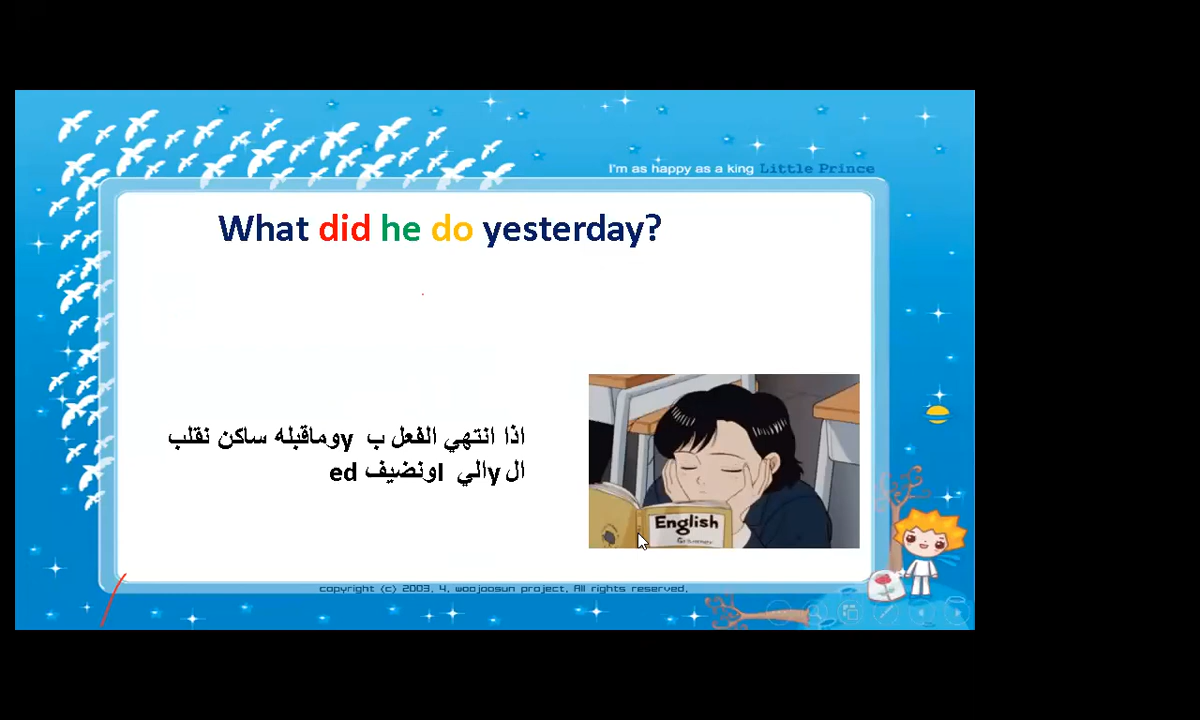 I'm as happy as a king Little Prince
What did he do yesterday?
اذا انتهي الفعل ب y وماقبله ساكن نقلب
ال y الي I ونضيف ed
English
Grammer
copyright (c) 2003. 4. woojoosun project. All rights reserved.